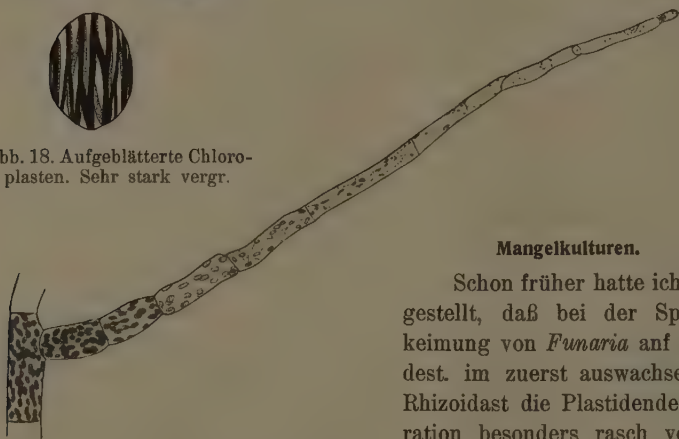 bb. 18. Aufgeblätterte Chloro-
plasten. Sehr stark vergr.
Mangelkulturen.
Schon früher hatte ich
gestellt, daß bei der Sp
keimung von Funaria anf
dest. im zuerst auswachse
Rhizoidast die Plastidende
ration besonders rasch v